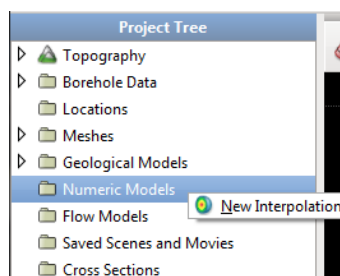 Project Tree
Topography
Borehole Data
Locations
Meshes
Geological Models
Numeric Models
New Interpolation
Flow Models
Saved Scenes and Movies
Cross Sections